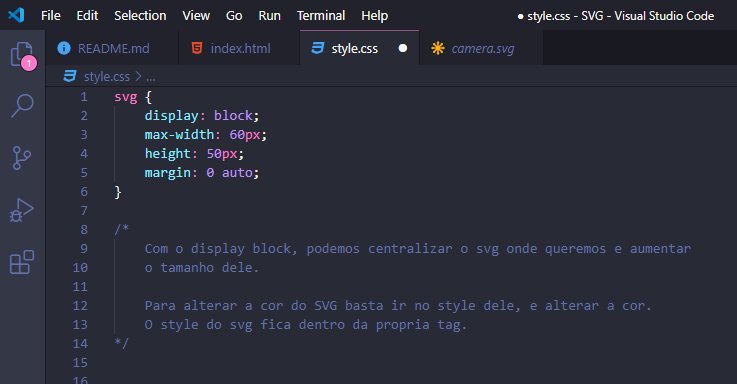 File Edit Selection View Go Run Terminal Help ● style.css - SVG - Visual Studio Code
README.md index.html style.css ● camera.svg
1
style.css > ...
1 svg {
2 display: block;
3 max-width: 60px;
4 height: 50px;
5 margin: 0 auto;
6 }
7
8 /*
9 Com o display block, podemos centralizar o svg onde queremos e aumentar
10 o tamanho dele.
11
12 Para alterar a cor do SVG basta ir no style dele, e alterar a cor.
13 O style do svg fica dentro da propria tag.
14 */
15
16